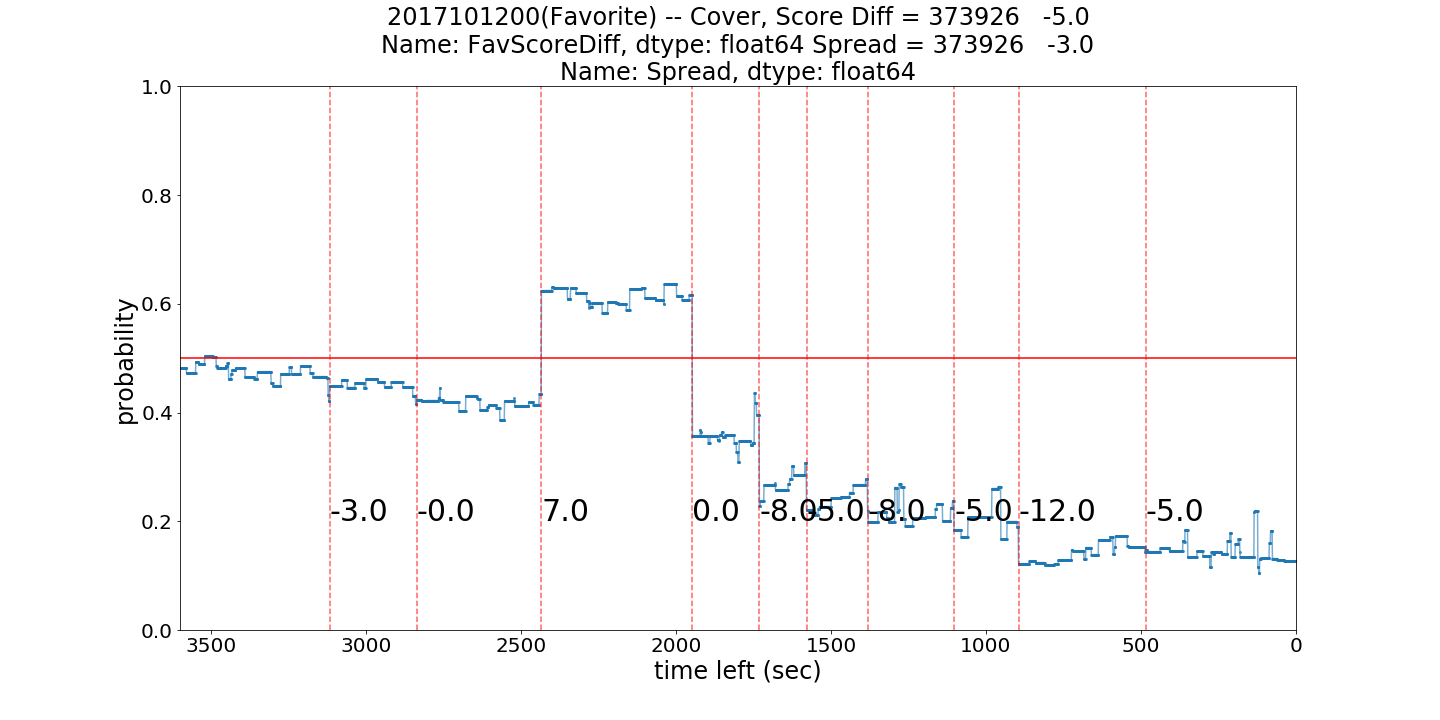 2017101200(Favorite) -- Cover, Score Diff = 373926   -5.0
Name: FavScoreDiff, dtype: float64 Spread = 373926   -3.0
Name: Spread, dtype: float64
1.0
0.8
0.6
0.4
0.2
0.0
probability
-3.0
-0.0
7.0
0.0
-8.0
-5.0
-8.0
-5.0
-12.0
-5.0
3500 3000 2500 2000 1500 1000 500 0
time left (sec)